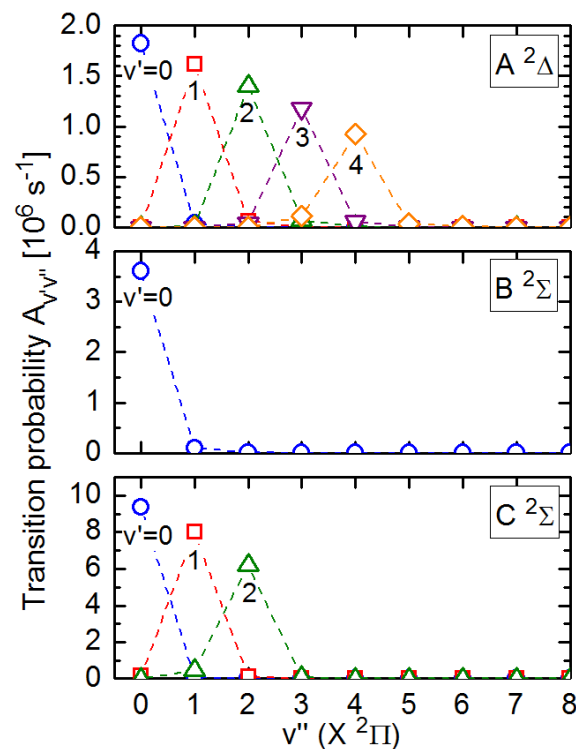 Transition probability Aᵥ'ᵥ'' [10⁶ s⁻¹]
2.0
1.5
1.0
0.5
0.0
v'=0
1
2
3
4
A ²Δ
4
3
2
1
0
v'=0
B ²Σ
10
8
6
4
2
0
v'=0
1
2
C ²Σ
0 1 2 3 4 5 6 7 8
v'' (X ²Π)